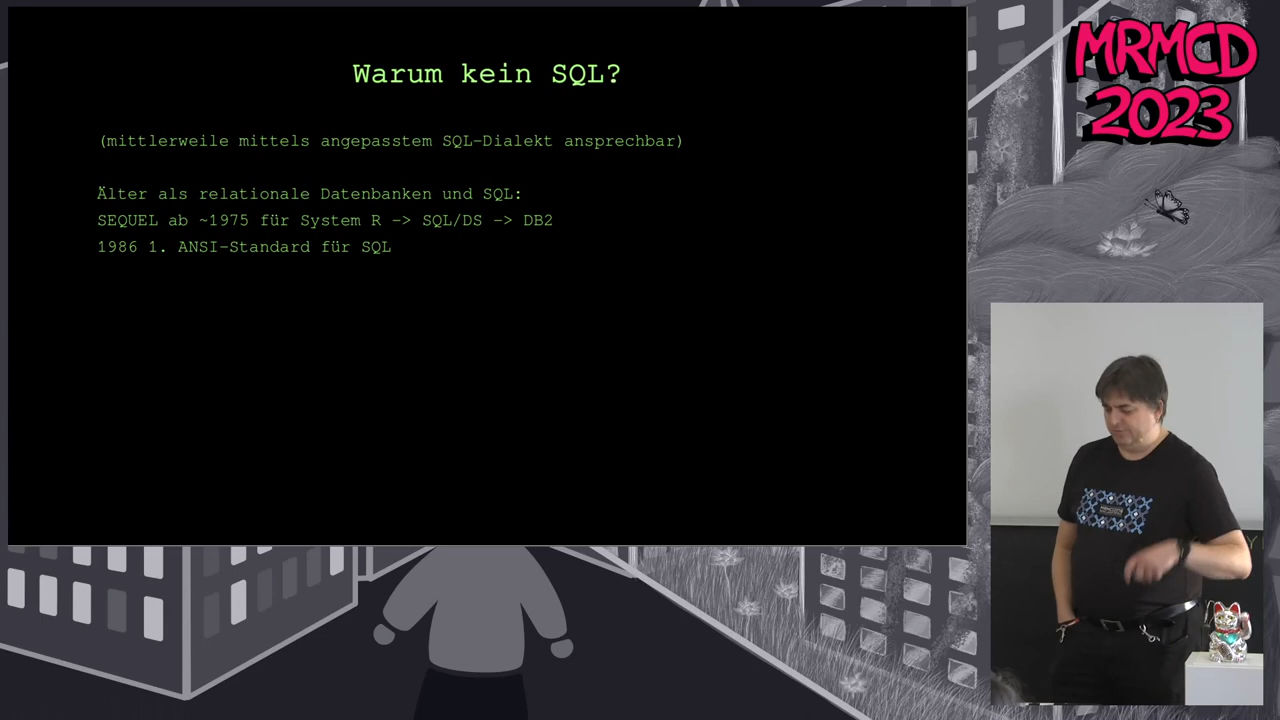 Warum kein SQL?
(mittlerweile mittels angepasstem SQL-Dialekt ansprechbar)
Älter als relationale Datenbanken und SQL:
SEQUEL ab ~1975 für System R -> SQL/DS -> DB2
1986 1. ANSI-Standard für SQL
MRMCD
2023